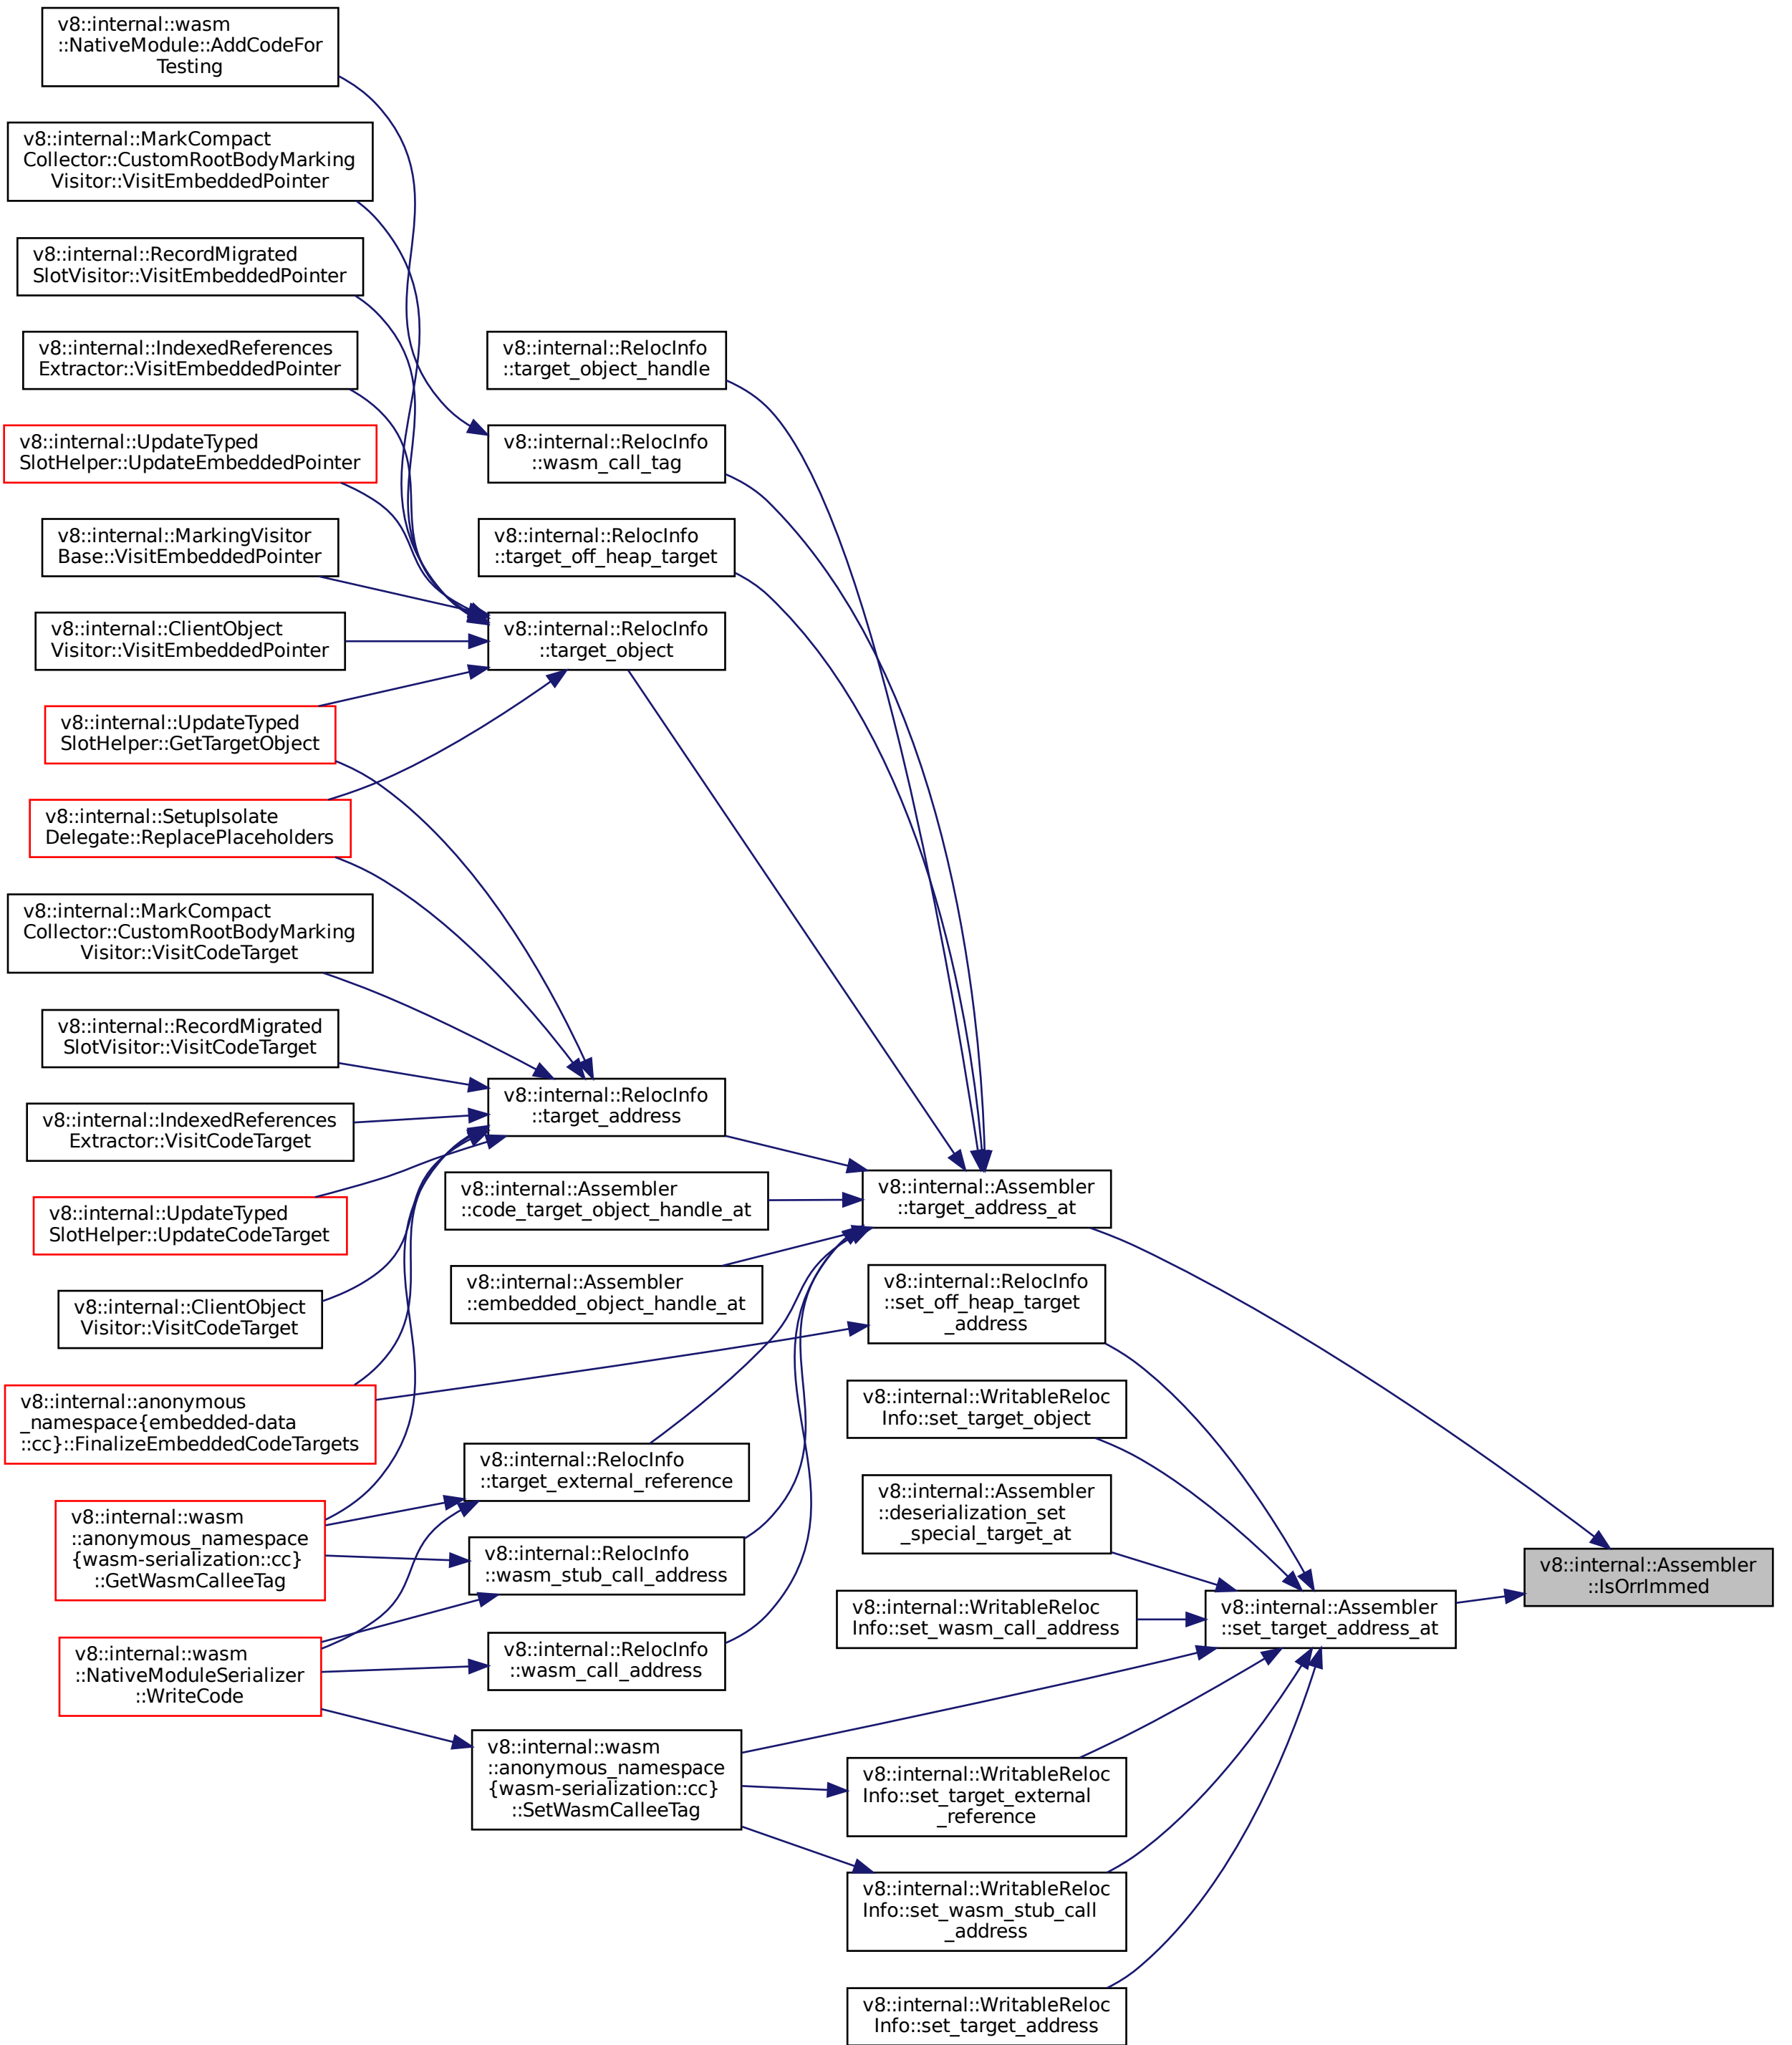 v8::internal::wasm
::NativeModule::AddCodeFor
Testing
v8::internal::MarkCompact
Collector::CustomRootBodyMarking
Visitor::VisitEmbeddedPointer
v8::internal::RecordMigrated
SlotVisitor::VisitEmbeddedPointer
v8::internal::IndexedReferences
Extractor::VisitEmbeddedPointer
v8::internal::UpdateTyped
SlotHelper::UpdateEmbeddedPointer
v8::internal::MarkingVisitor
Base::VisitEmbeddedPointer
v8::internal::ClientObject
Visitor::VisitEmbeddedPointer
v8::internal::UpdateTyped
SlotHelper::GetTargetObject
v8::internal::SetupIsolate
Delegate::ReplacePlaceholders
v8::internal::MarkCompact
Collector::CustomRootBodyMarking
Visitor::VisitCodeTarget
v8::internal::RecordMigrated
SlotVisitor::VisitCodeTarget
v8::internal::IndexedReferences
Extractor::VisitCodeTarget
v8::internal::UpdateTyped
SlotHelper::UpdateCodeTarget
v8::internal::ClientObject
Visitor::VisitCodeTarget
v8::internal::anonymous
_namespace{embedded-data
::cc}::FinalizeEmbeddedCodeTargets
v8::internal::wasm
::anonymous_namespace
{wasm-serialization::cc}
::GetWasmCalleeTag
v8::internal::wasm
::NativeModuleSerializer
::WriteCode
v8::internal::RelocInfo
::target_object_handle
v8::internal::RelocInfo
::wasm_call_tag
v8::internal::RelocInfo
::target_off_heap_target
v8::internal::RelocInfo
::target_object
v8::internal::RelocInfo
::target_address
v8::internal::Assembler
::code_target_object_handle_at
v8::internal::Assembler
::embedded_object_handle_at
v8::internal::RelocInfo
::target_external_reference
v8::internal::RelocInfo
::wasm_stub_call_address
v8::internal::RelocInfo
::wasm_call_address
v8::internal::wasm
::anonymous_namespace
{wasm-serialization::cc}
::SetWasmCalleeTag
v8::internal::Assembler
::target_address_at
v8::internal::RelocInfo
::set_off_heap_target
_address
v8::internal::WritableReloc
Info::set_target_object
v8::internal::Assembler
::deserialization_set
_special_target_at
v8::internal::WritableReloc
Info::set_wasm_call_address
v8::internal::WritableReloc
Info::set_target_external
_reference
v8::internal::WritableReloc
Info::set_wasm_stub_call
_address
v8::internal::WritableReloc
Info::set_target_address
v8::internal::Assembler
::set_target_address_at
v8::internal::Assembler
::IsOrrImmed